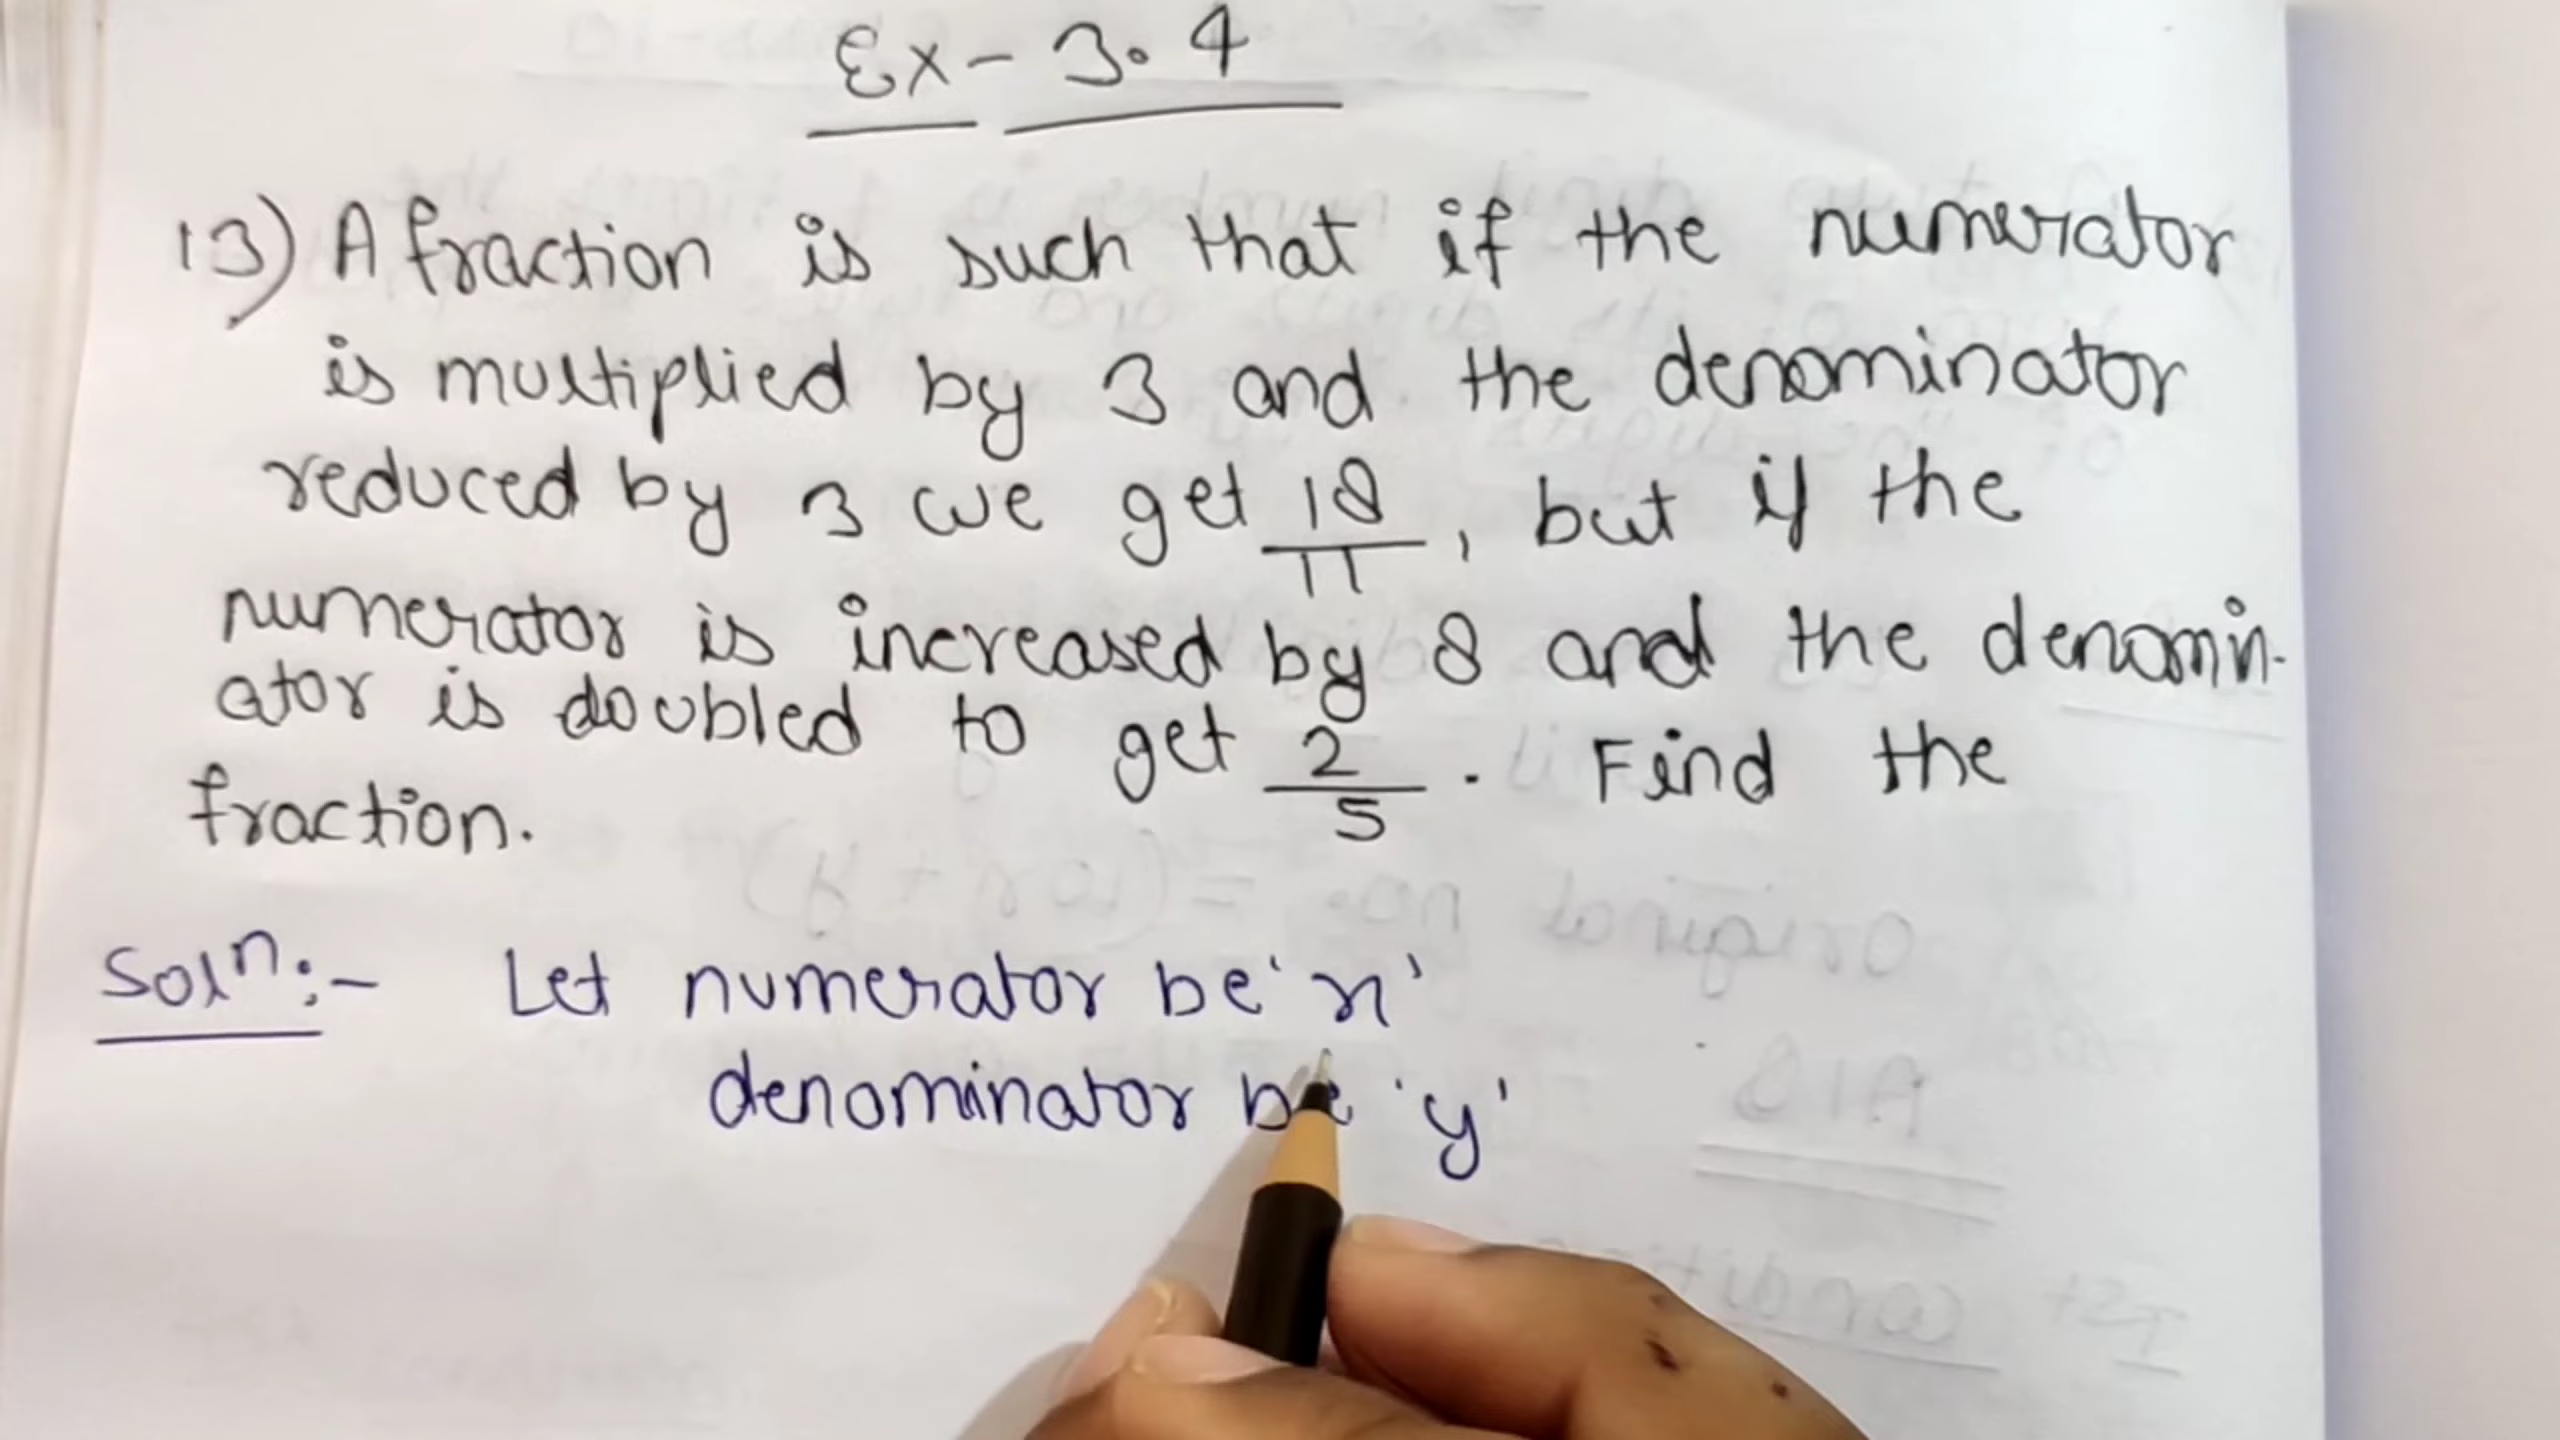 Ex - 3.4
13) A fraction is such that if the numerator
is multiplied by 3 and the denominator
reduced by 3 we get 18/11, but if the
numerator is increased by 8 and the denomin-
ator is doubled to get 2/5. Find the
fraction.
Solⁿ:- Let numerator be 'x'
denominator be 'y'